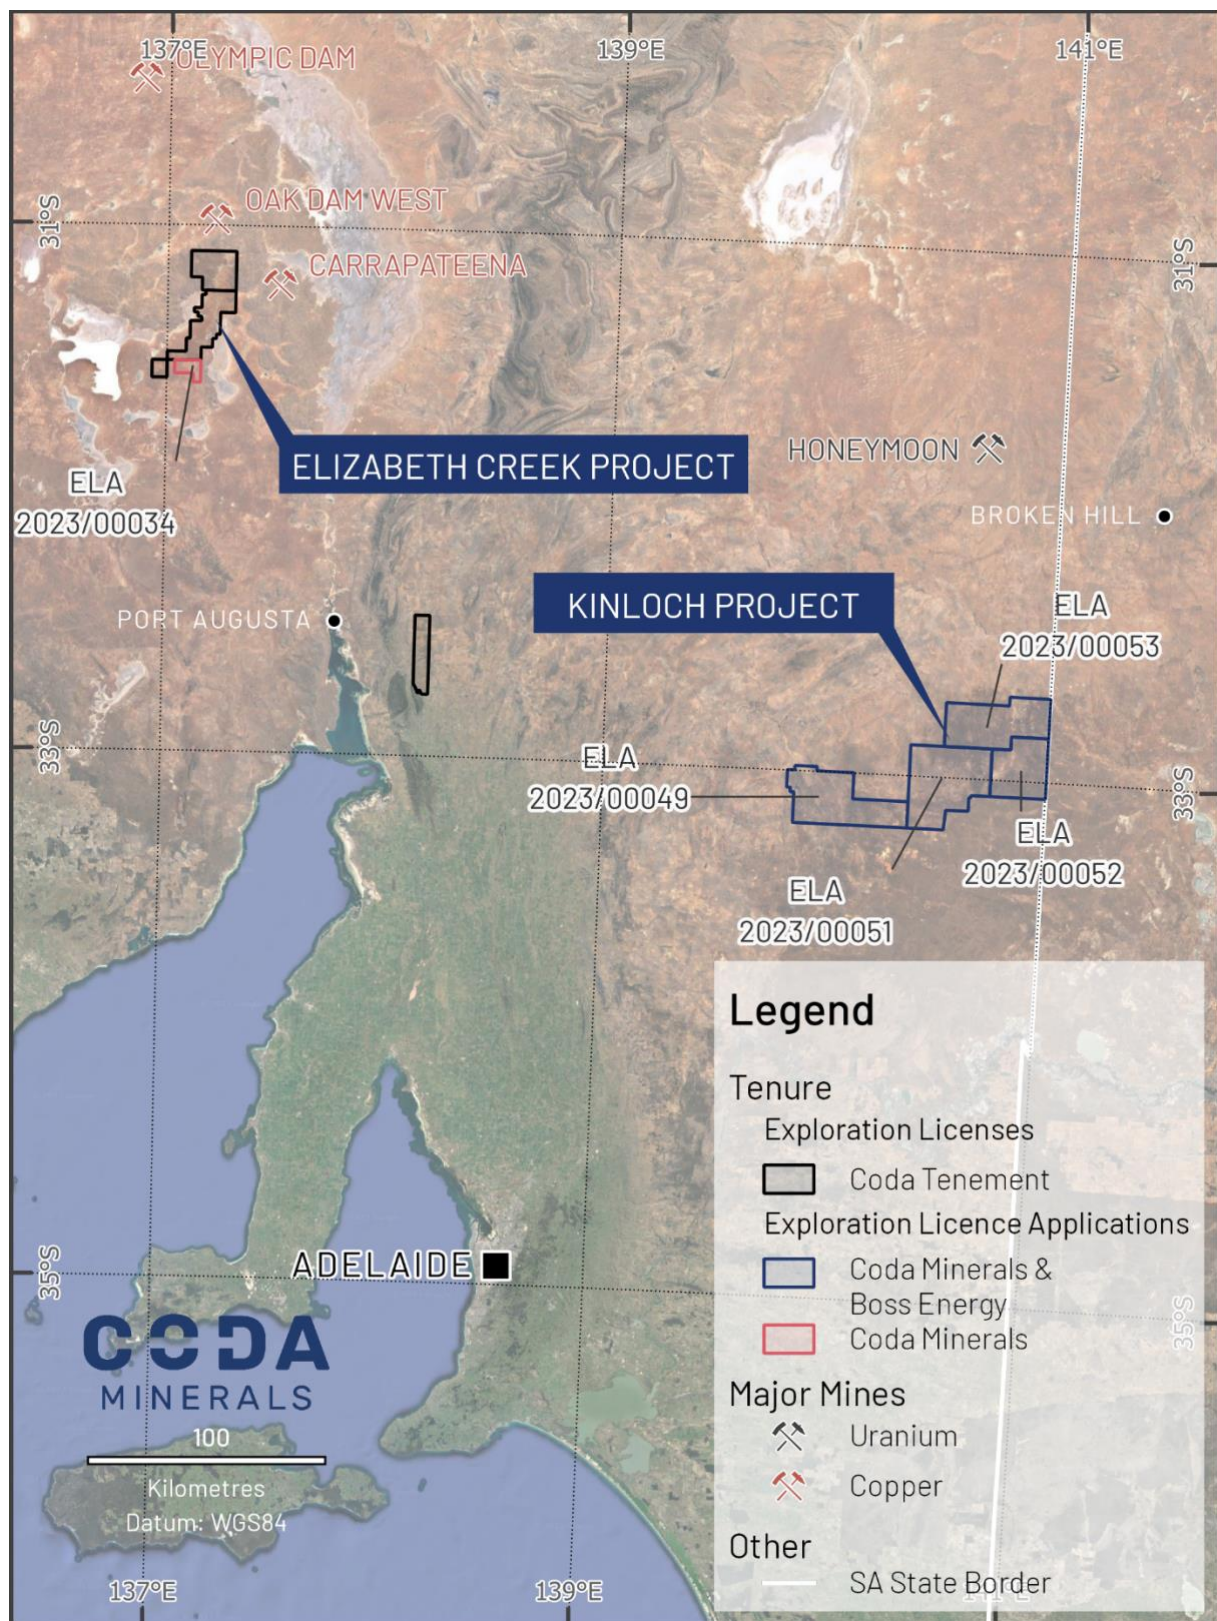 137°E
139°E
141°E
OLYMPIC DAM
31°S
OAK DAM WEST
31°S
CARRAPATEENA
HONEYMOON
ELIZABETH CREEK PROJECT
ELA
2023/00034
BROKEN HILL
KINLOCH PROJECT
ELA
2023/00053
PORT AUGUSTA
33°S
ELA
2023/00049
33°S
ELA
2023/00052
ELA
2023/00051
Legend
Tenure
Exploration Licenses
Coda Tenement
Exploration Licence Applications
Coda Minerals &
Boss Energy
Coda Minerals
Major Mines
Uranium
Copper
Other
SA State Border
35°S
ADELAIDE
35°S
CODA
MINERALS
100
Kilometres
Datum: WGS84
137°E
139°E
141°E